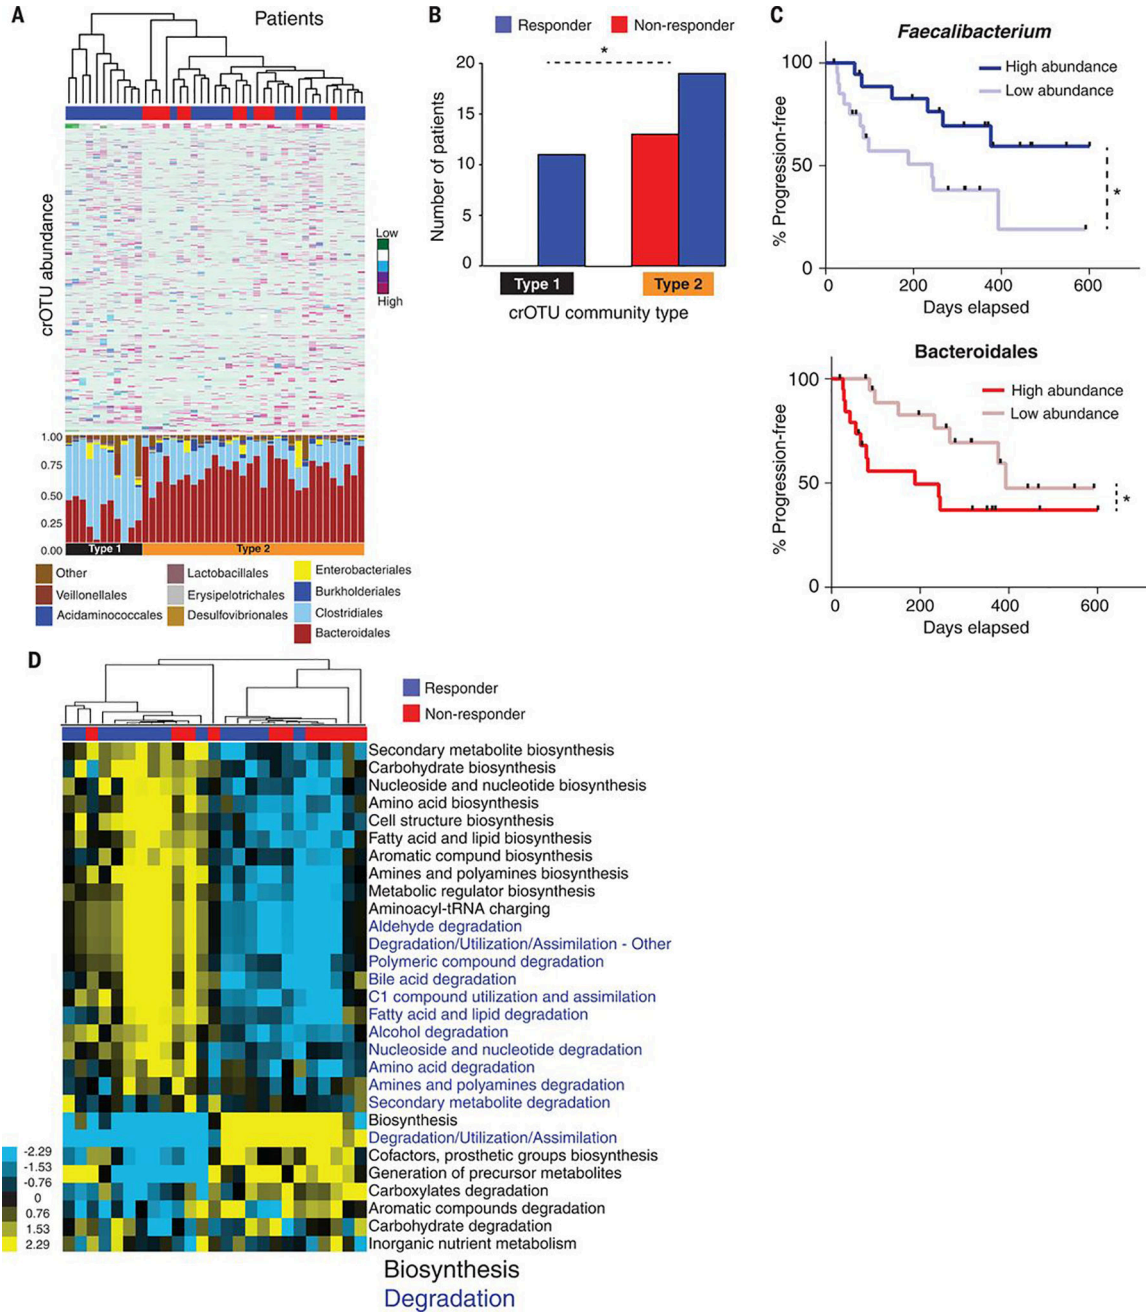 A
Patients
crOTU abundance
Low
High
1.00
0.75
0.50
0.25
0.00
Type 1
Type 2
Other
Veillonellales
Acidaminococcales
Lactobacillales
Erysipelotrichales
Desulfovibrionales
Enterobacteriales
Burkholderiales
Clostridiales
Bacteroidales
B
Responder
Non-responder
*
Number of patients
20
15
10
5
0
Type 1
Type 2
crOTU community type
C
Faecalibacterium
High abundance
Low abundance
% Progression-free
100
50
0
*
0
200
400
600
Days elapsed
Bacteroidales
High abundance
Low abundance
% Progression-free
100
50
0
*
0
200
400
600
Days elapsed
D
Responder
Non-responder
Secondary metabolite biosynthesis
Carbohydrate biosynthesis
Nucleoside and nucleotide biosynthesis
Amino acid biosynthesis
Cell structure biosynthesis
Fatty acid and lipid biosynthesis
Aromatic compund biosynthesis
Amines and polyamines biosynthesis
Metabolic regulator biosynthesis
Aminoacyl-tRNA charging
Aldehyde degradation
Degradation/Utilization/Assimilation - Other
Polymeric compound degradation
Bile acid degradation
C1 compound utilization and assimilation
Fatty acid and lipid degradation
Alcohol degradation
Nucleoside and nucleotide degradation
Amino acid degradation
Amines and polyamines degradation
Secondary metabolite degradation
Biosynthesis
Degradation/Utilization/Assimilation
Cofactors, prosthetic groups biosynthesis
Generation of precursor metabolites
Carboxylates degradation
Aromatic compounds degradation
Carbohydrate degradation
Inorganic nutrient metabolism
-2.29
-1.53
-0.76
0
0.76
1.53
2.29
Biosynthesis
Degradation